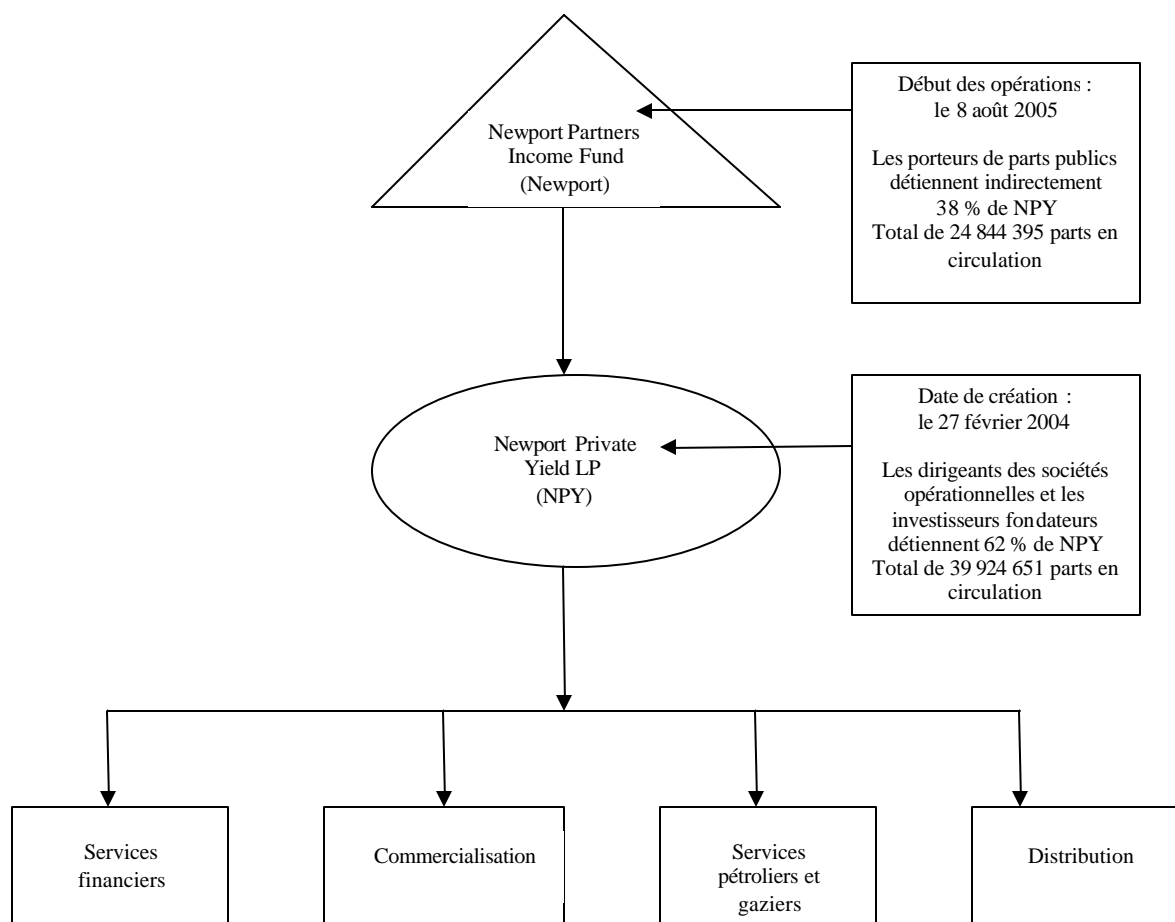 Newport Partners
Income Fund
(Newport)
Début des opérations :
le 8 août 2005
Les porteurs de parts publics
détiennent indirectement
38 % de NPY
Total de 24 844 395 parts en
circulation
Newport Private
Yield LP
(NPY)
Date de création :
le 27 février 2004
Les dirigeants des sociétés
opérationnelles et les
investisseurs fondateurs
détiennent 62 % de NPY
Total de 39 924 651 parts en
circulation
Services
financiers
Commercialisation
Services
pétroliers et
gaziers
Distribution